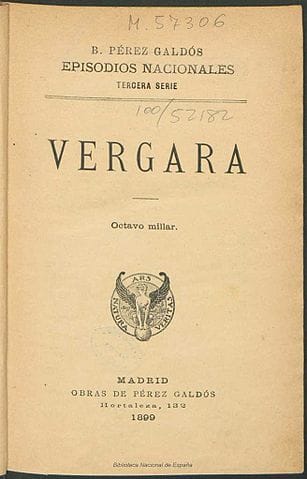 M. 57306
B. PÉREZ GALDÓS
EPISODIOS NACIONALES
TERCERA SERIE
100/52182
VERGARA
Octavo millar.
ARS
NATURA
VERITAS
MADRID
OBRAS DE PÉREZ GALDÓS
Hortaleza, 132
1899
Biblioteca Nacional de España